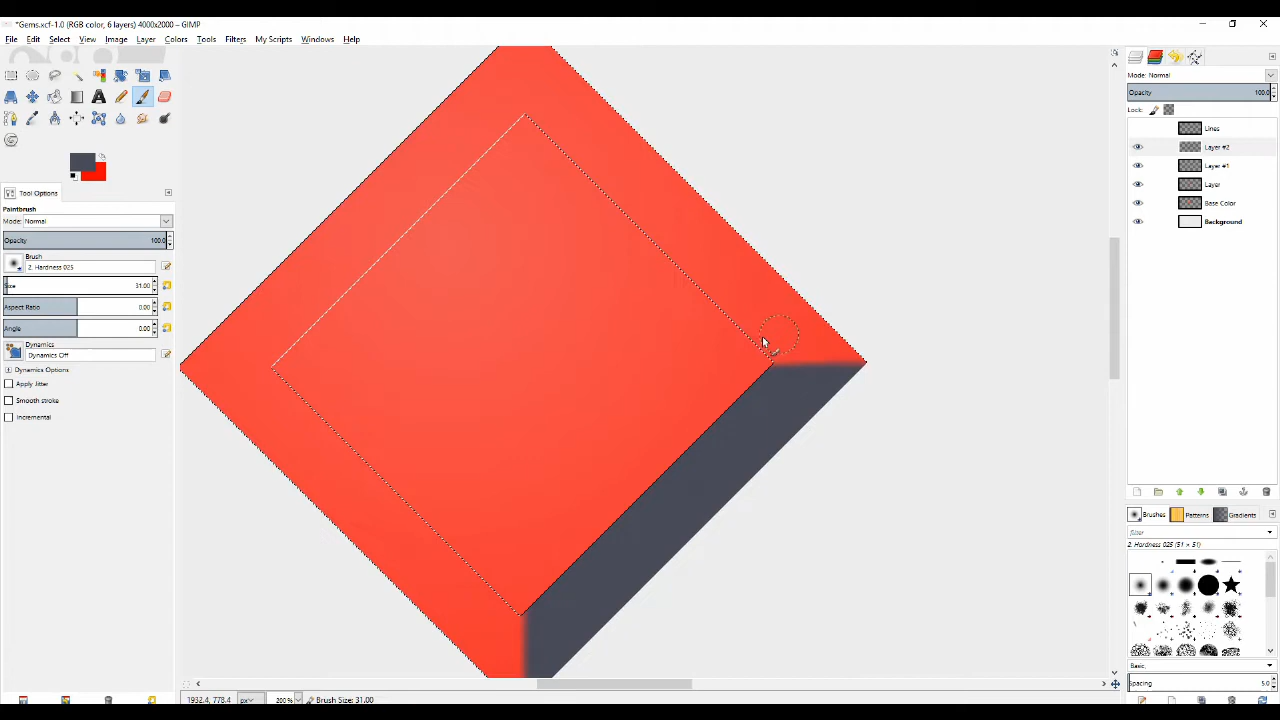 *Gems.xcf-1.0 (RGB color, 6 layers) 4000x2000 – GIMP
File Edit Select View Image Layer Colors Tools Filters My Scripts Windows Help
Mode: Normal
Opacity 100.0
Lock:
Lines
Layer #2
Layer #1
Layer
Base Color
Background
Tool Options
Paintbrush
Mode: Normal
Opacity 100.0
Brush
2. Hardness 025
Size 31.00
Aspect Ratio 0.00
Angle 0.00
Dynamics
Dynamics Off
Dynamics Options
Apply Jitter
Smooth stroke
Incremental
Brushes Patterns Gradients
filter
2. Hardness 025 (51 × 51)
Basic,
Spacing 5.0
1932.4, 778.4 px 200 % Brush Size: 31.00